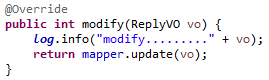 @Override
public int modify(ReplyVO vo) {
    log.info("modify........." + vo);
    return mapper.update(vo);
}